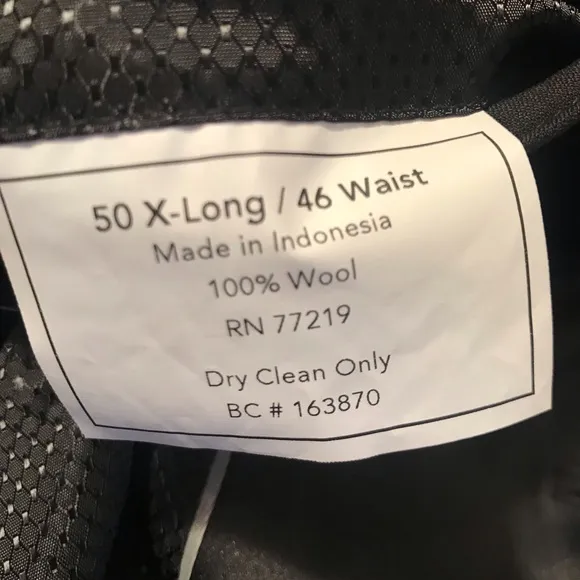 50 X-Long / 46 Waist
Made in Indonesia
100% Wool
RN 77219
Dry Clean Only
BC # 163870